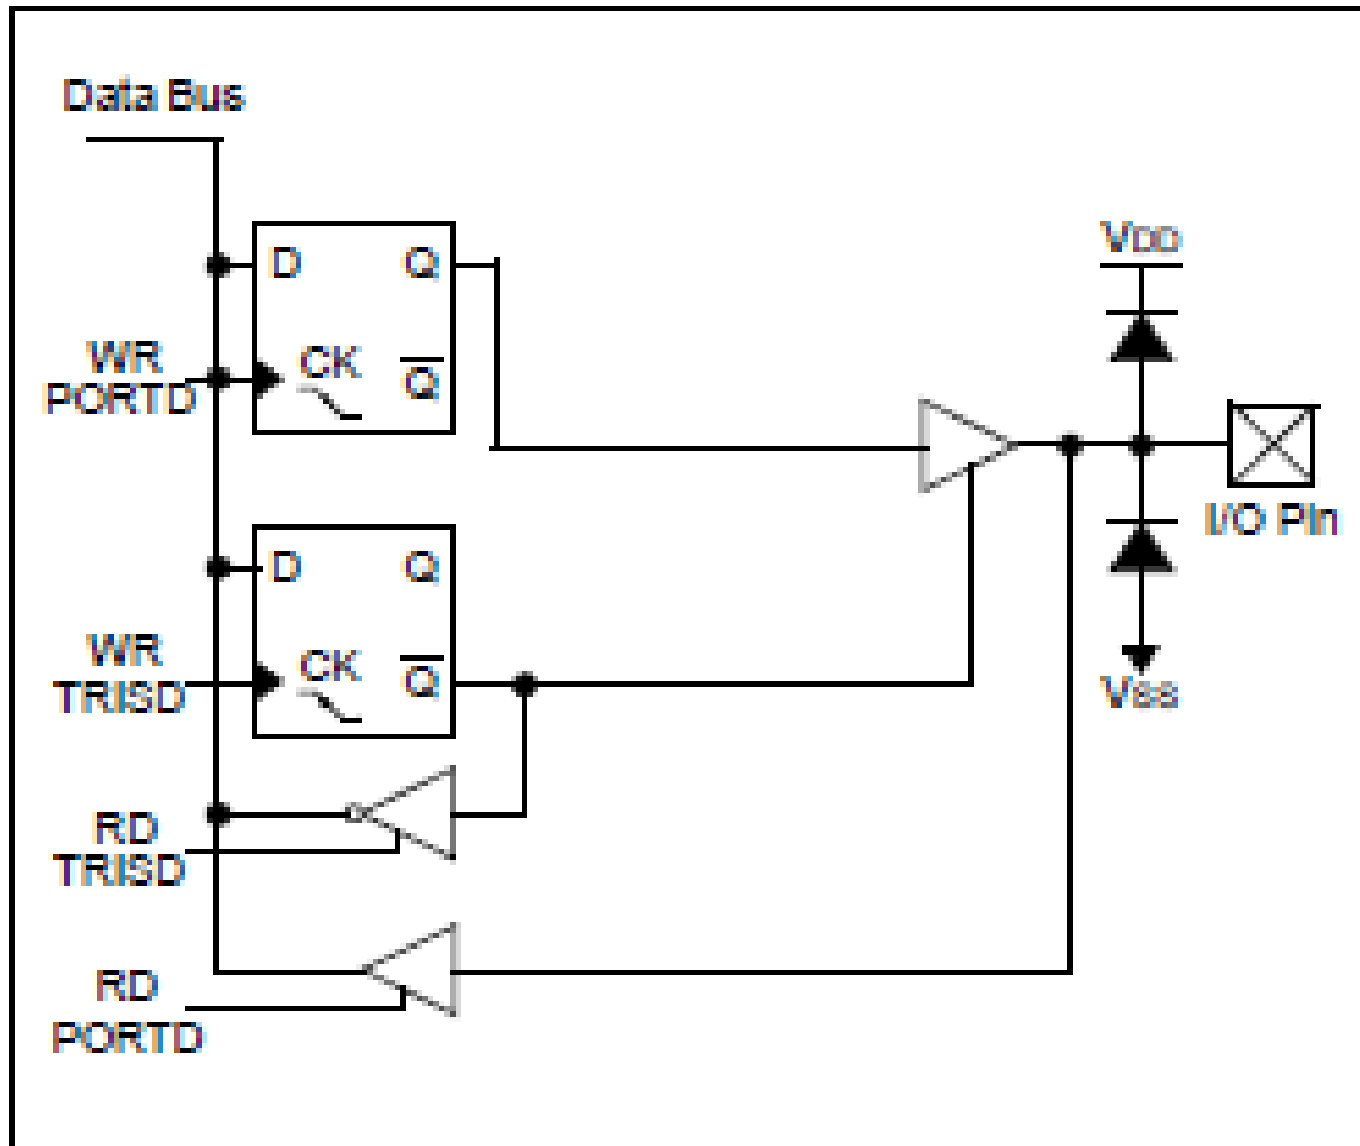 Data Bus
D Q
WR
PORTD
CK Q
VDD
I/O Pin
D Q
WR
TRISD
CK Q
VSS
RD
TRISD
RD
PORTD